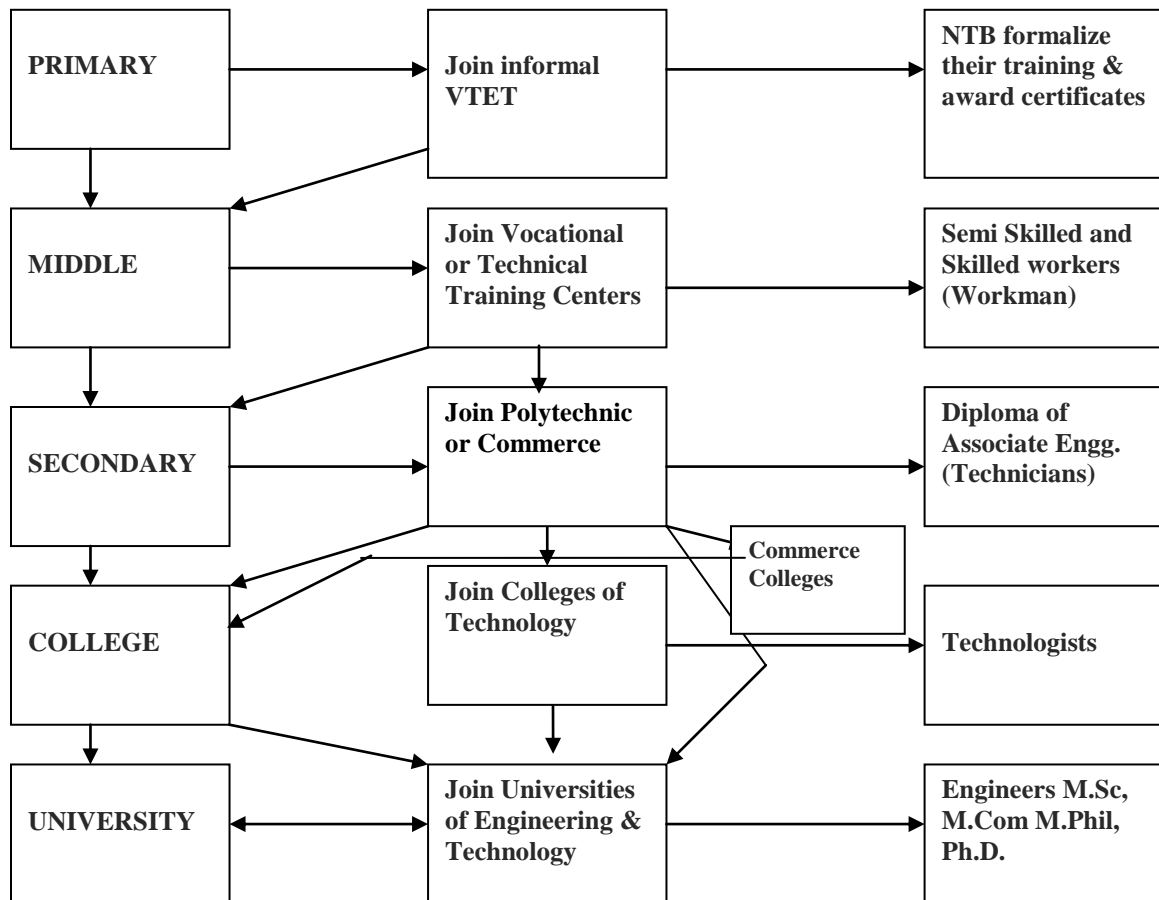 PRIMARY
Join informal
VTET
NTB formalize
their training &
award certificates
MIDDLE
Join Vocational
or Technical
Training Centers
Semi Skilled and
Skilled workers
(Workman)
SECONDARY
Join Polytechnic
or Commerce
Diploma of
Associate Engg.
(Technicians)
Commerce
Colleges
COLLEGE
Join Colleges of
Technology
Technologists
UNIVERSITY
Join Universities
of Engineering &
Technology
Engineers M.Sc,
M.Com M.Phil,
Ph.D.